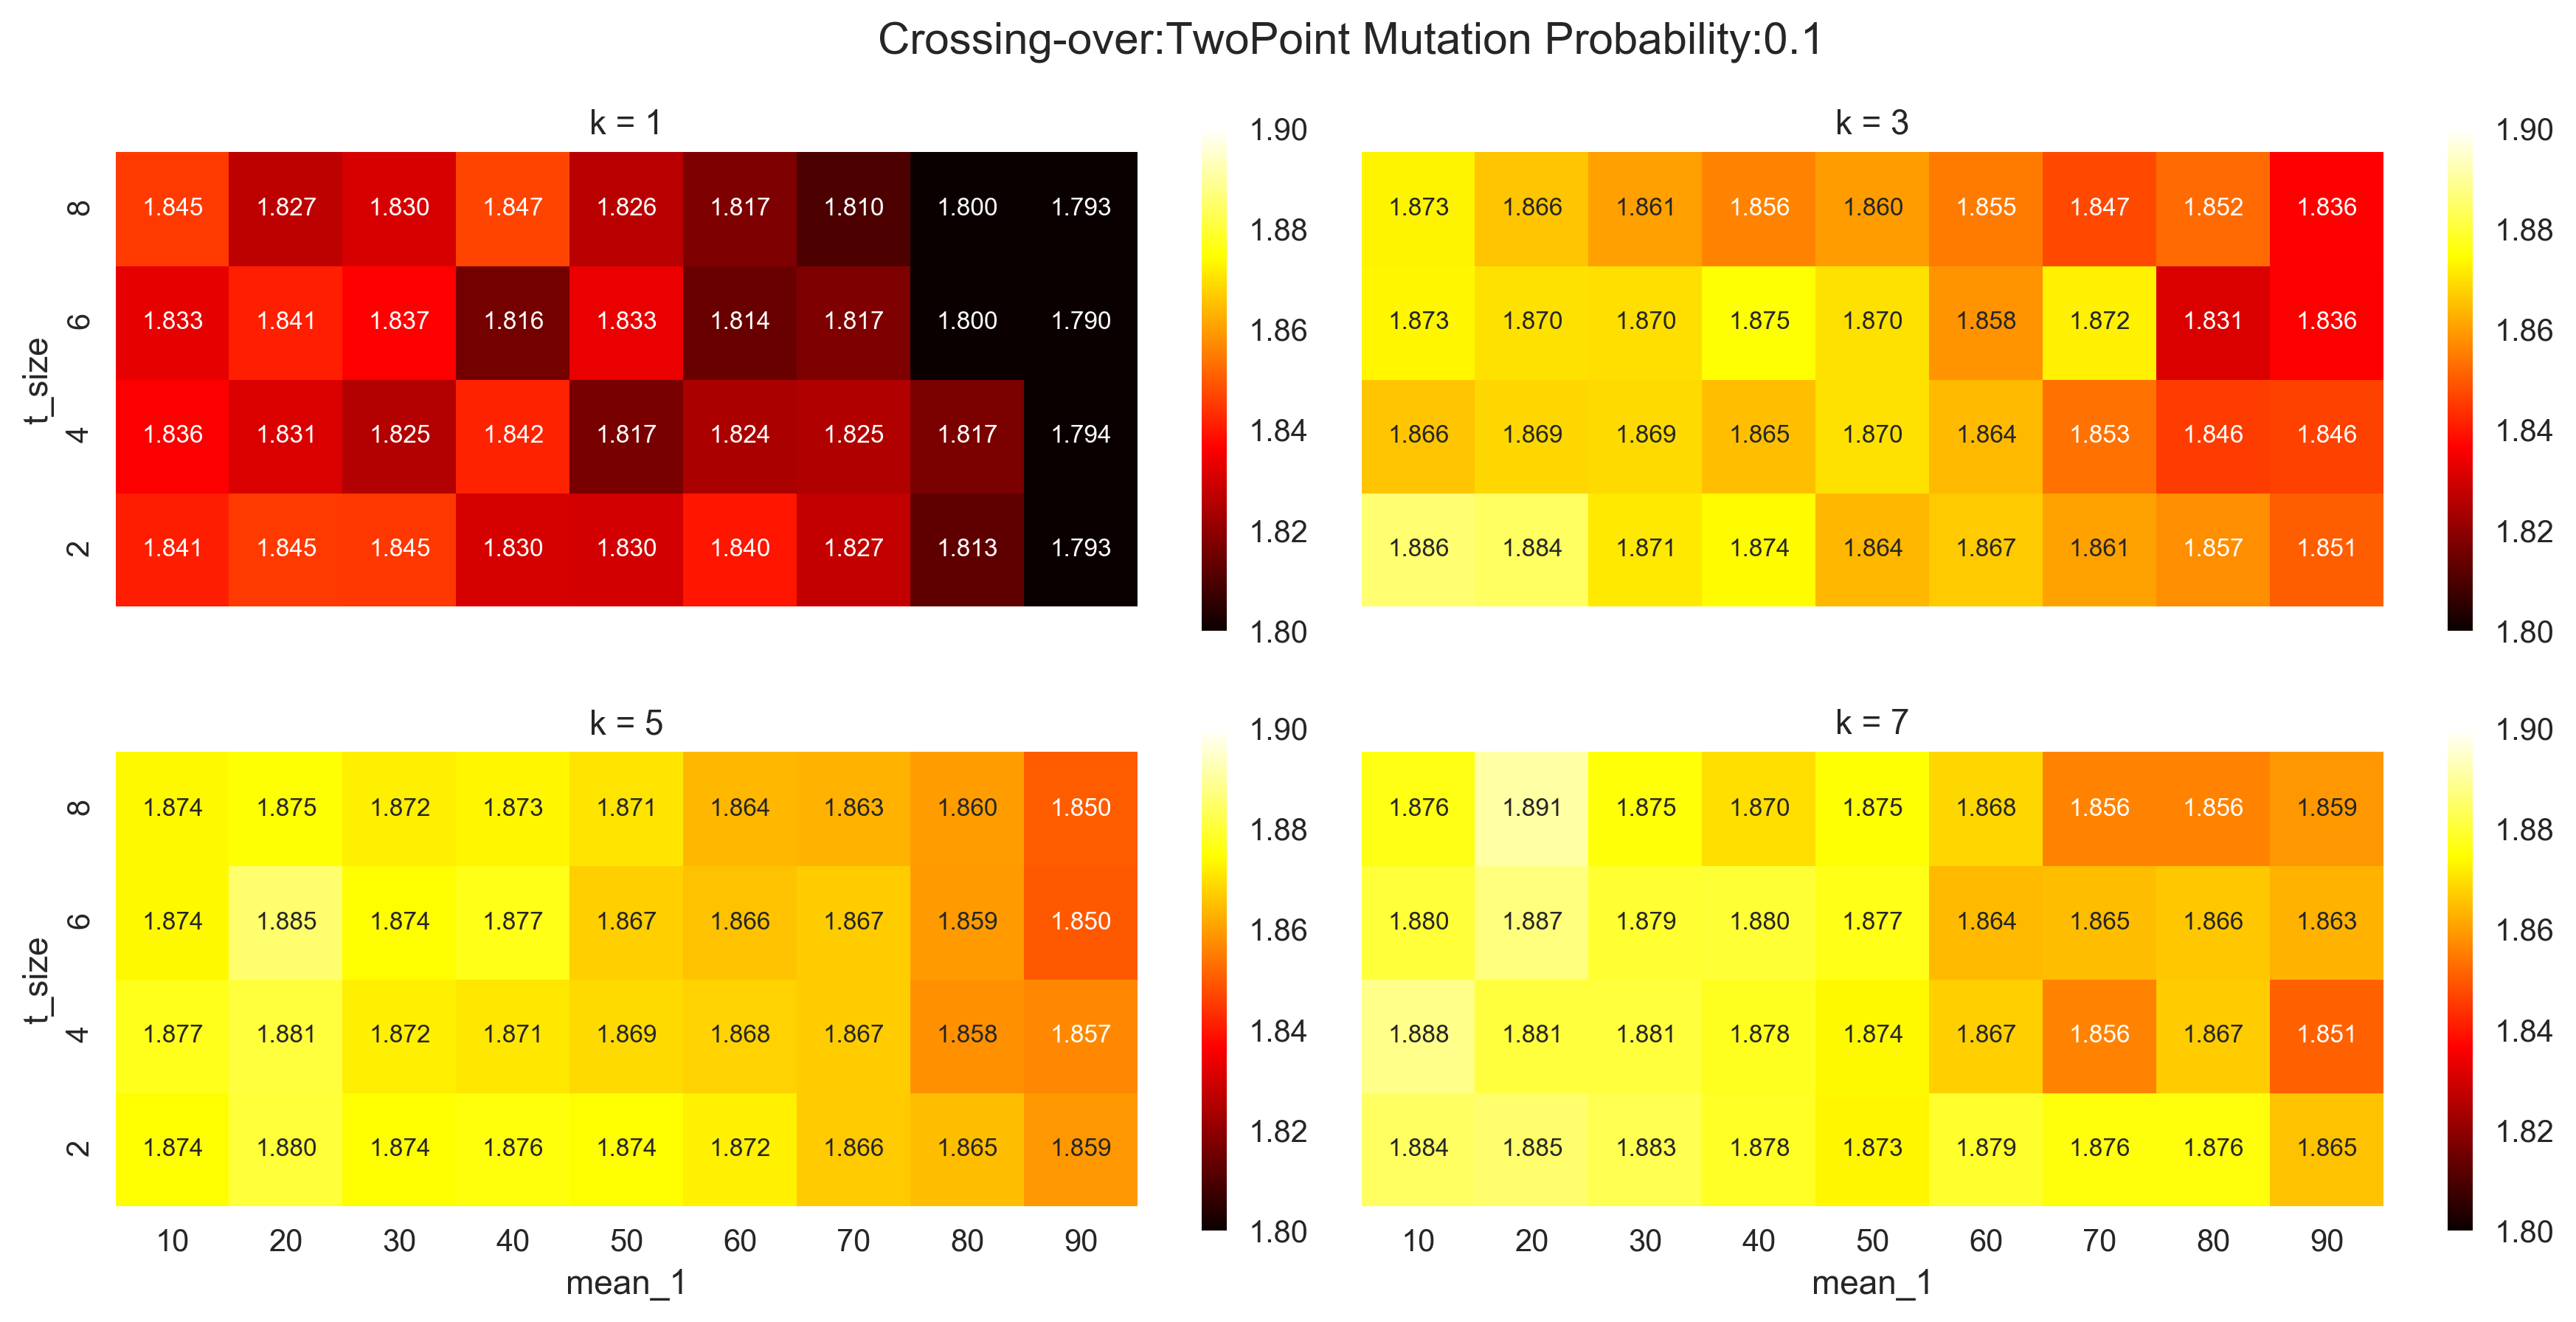 Crossing-over:TwoPoint Mutation Probability:0.1
k = 1
t_size
8 1.845 1.827 1.830 1.847 1.826 1.817 1.810 1.800 1.793
6 1.833 1.841 1.837 1.816 1.833 1.814 1.817 1.800 1.790
4 1.836 1.831 1.825 1.842 1.817 1.824 1.825 1.817 1.794
2 1.841 1.845 1.845 1.830 1.830 1.840 1.827 1.813 1.793
1.90
1.88
1.86
1.84
1.82
1.80
k = 3
1.873 1.866 1.861 1.856 1.860 1.855 1.847 1.852 1.836
1.873 1.870 1.870 1.875 1.870 1.858 1.872 1.831 1.836
1.866 1.869 1.869 1.865 1.870 1.864 1.853 1.846 1.846
1.886 1.884 1.871 1.874 1.864 1.867 1.861 1.857 1.851
1.90
1.88
1.86
1.84
1.82
1.80
k = 5
t_size
8 1.874 1.875 1.872 1.873 1.871 1.864 1.863 1.860 1.850
6 1.874 1.885 1.874 1.877 1.867 1.866 1.867 1.859 1.850
4 1.877 1.881 1.872 1.871 1.869 1.868 1.867 1.858 1.857
2 1.874 1.880 1.874 1.876 1.874 1.872 1.866 1.865 1.859
10 20 30 40 50 60 70 80 90
mean_1
1.90
1.88
1.86
1.84
1.82
1.80
k = 7
1.876 1.891 1.875 1.870 1.875 1.868 1.856 1.856 1.859
1.880 1.887 1.879 1.880 1.877 1.864 1.865 1.866 1.863
1.888 1.881 1.881 1.878 1.874 1.867 1.856 1.867 1.851
1.884 1.885 1.883 1.878 1.873 1.879 1.876 1.876 1.865
10 20 30 40 50 60 70 80 90
mean_1
1.90
1.88
1.86
1.84
1.82
1.80